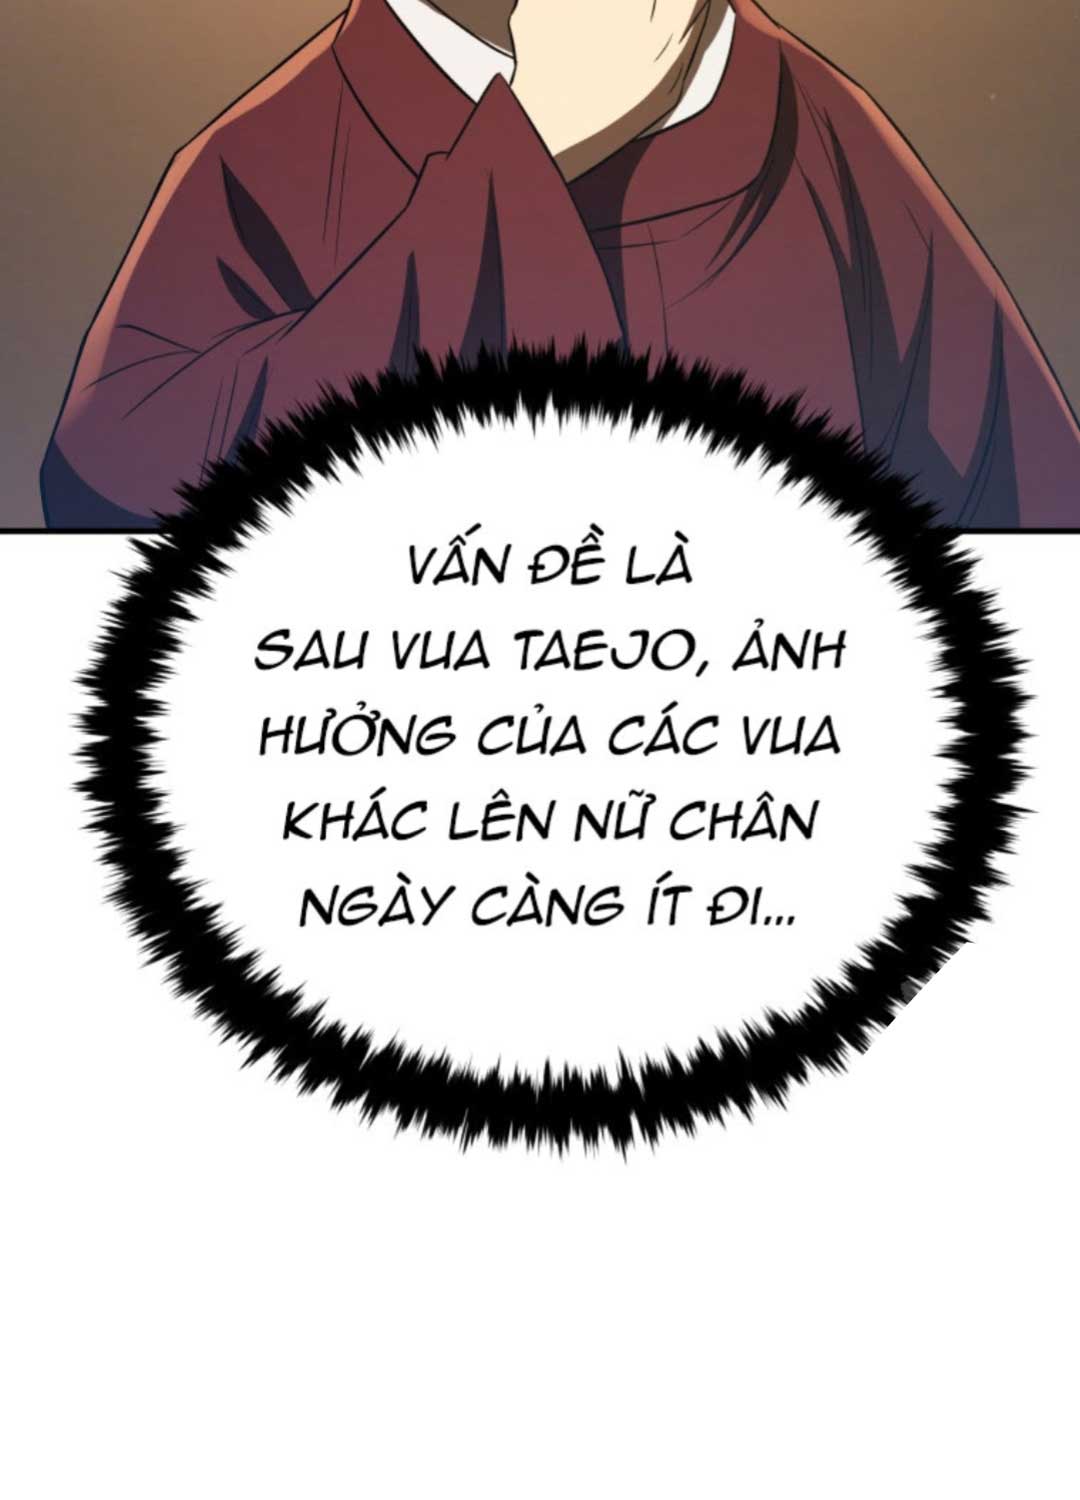 VẤN ĐỀ LÀ
SAU VUA TAEJO, ẢNH
HƯỞNG CỦA CÁC VUA
KHÁC LÊN NỮ CHÂN
NGÀY CÀNG ÍT ĐI...